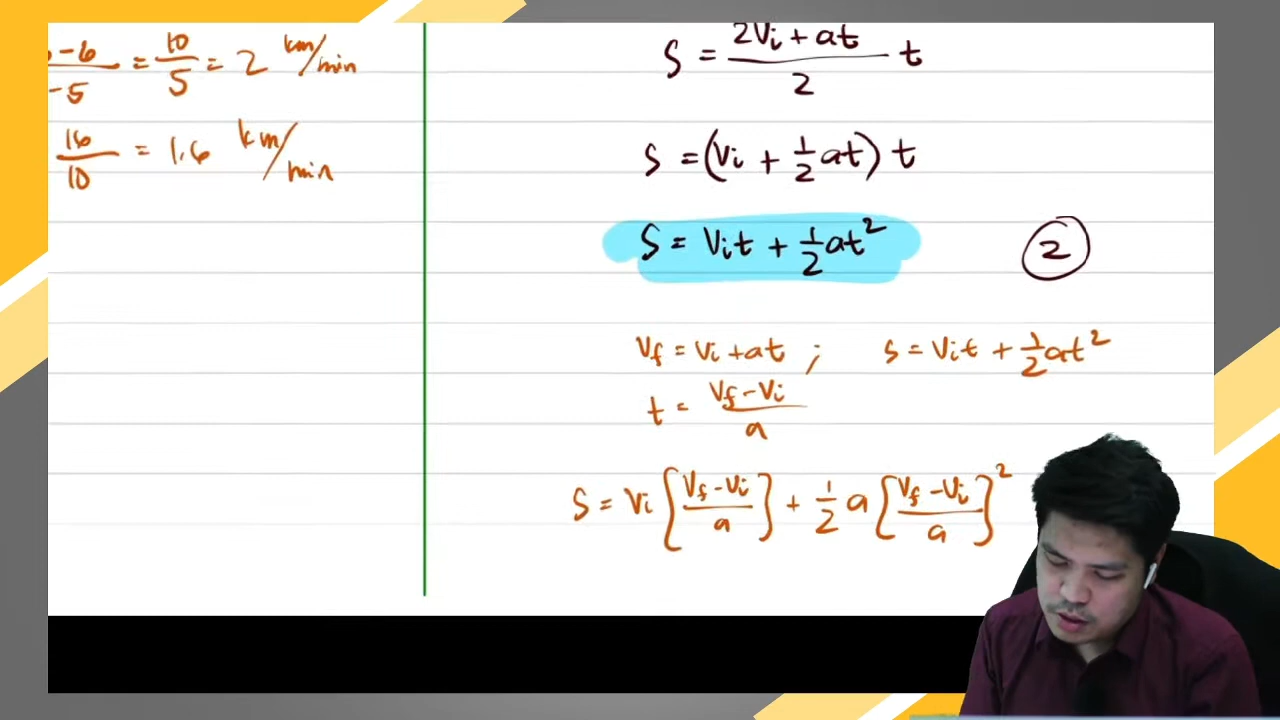 -6/-5 = 10/5 = 2 km/min
16/10 = 1.6 km/min
S = (2Vi + at)/2 t
S = (Vi + 1/2 at) t
S = Vit + 1/2 at² ②
Vf = Vi + at ; S = Vit + 1/2 at²
t = (Vf - Vi)/a
S = Vi [(Vf - Vi)/a] + 1/2 a [(Vf - Vi)/a]²